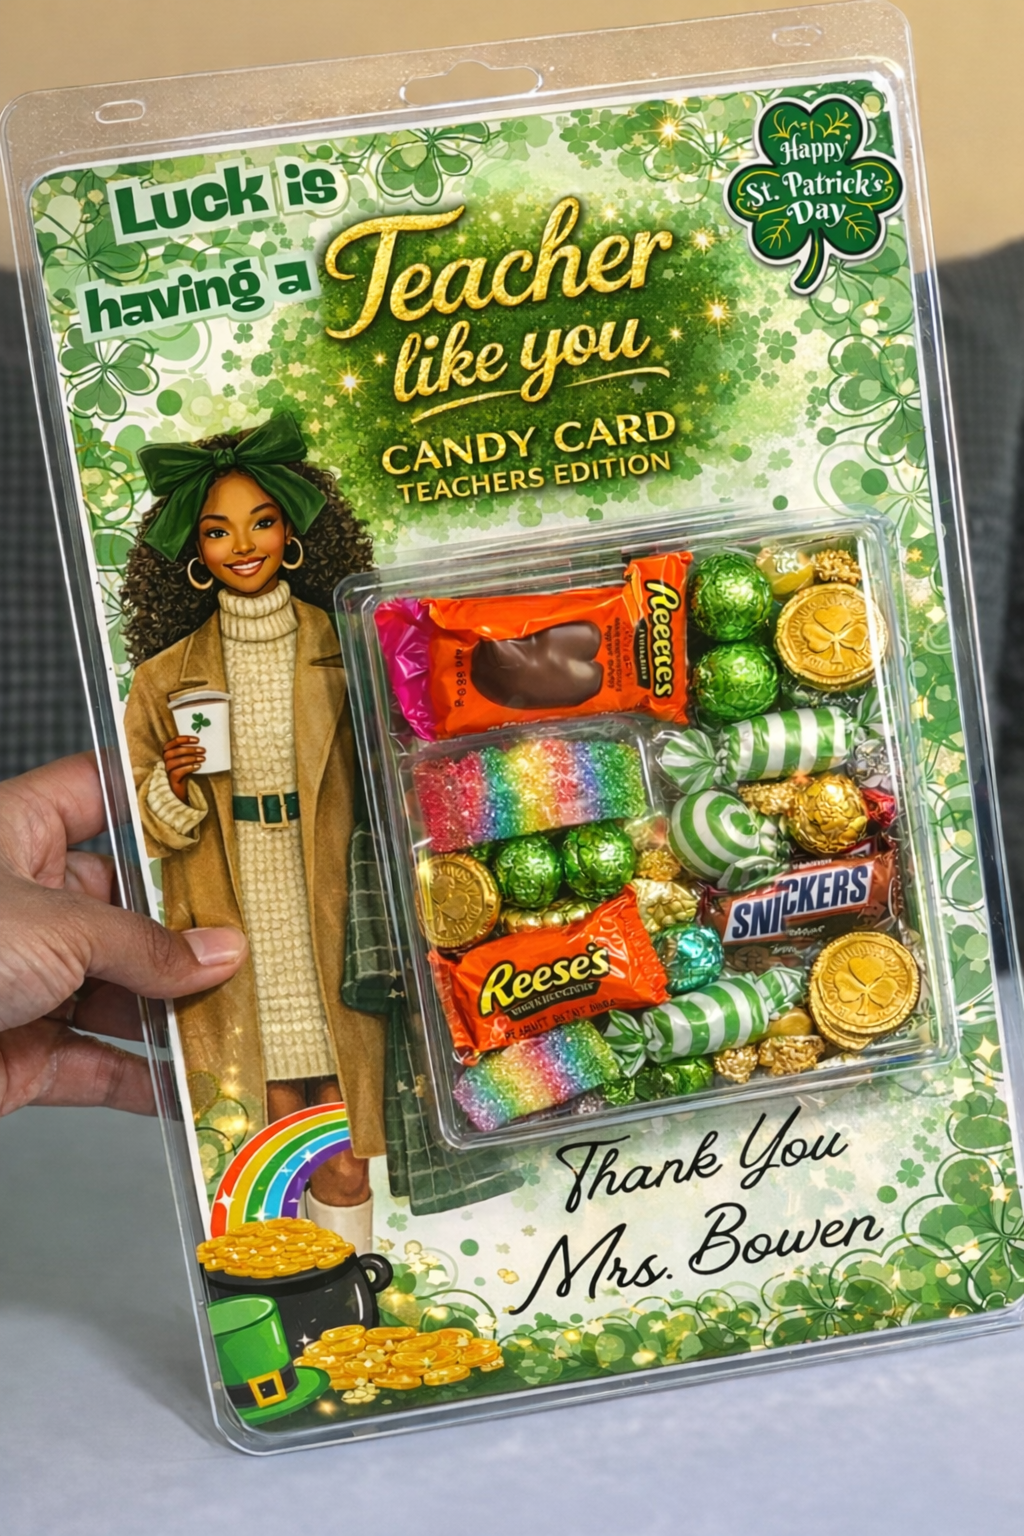 Luck is
having a
Teacher
like you
CANDY CARD
TEACHERS EDITION
Happy
St. Patrick's
Day
Reese's
SNICKERS
Reese's
Thank You
Mrs. Bowen